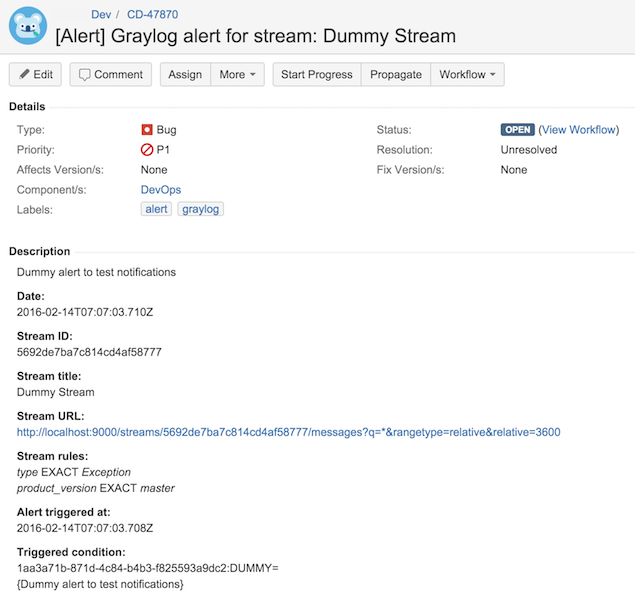 Dev / CD-47870
[Alert] Graylog alert for stream: Dummy Stream
Edit Comment Assign More Start Progress Propagate Workflow
Details
Type: Bug Status: OPEN (View Workflow)
Priority: P1 Resolution: Unresolved
Affects Version/s: None Fix Version/s: None
Component/s: DevOps
Labels: alert graylog
Description
Dummy alert to test notifications
Date:
2016-02-14T07:07:03.710Z
Stream ID:
5692de7ba7c814cd4af58777
Stream title:
Dummy Stream
Stream URL:
http://localhost:9000/streams/5692de7ba7c814cd4af58777/messages?q=*&rangetype=relative&relative=3600
Stream rules:
type EXACT Exception
product_version EXACT master
Alert triggered at:
2016-02-14T07:07:03.708Z
Triggered condition:
1aa3a71b-871d-4c84-b4b3-f825593a9dc2:DUMMY=
{Dummy alert to test notifications}